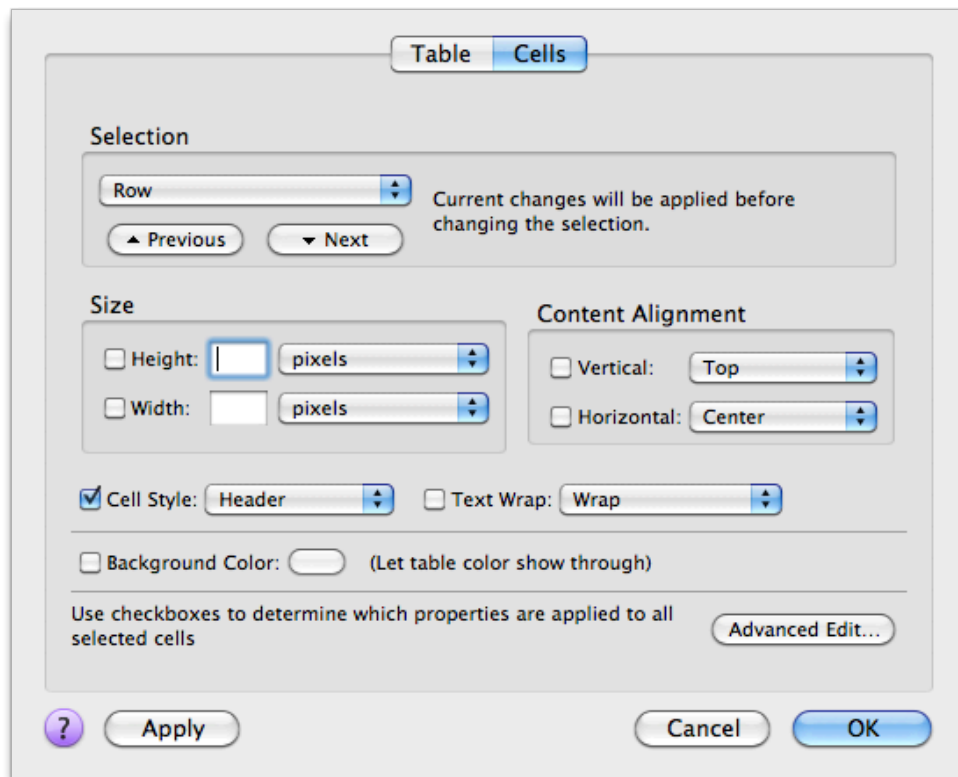 Table Cells
Selection
Row
Current changes will be applied before
changing the selection.
Previous Next
Size
Height: pixels
Width: pixels
Content Alignment
Vertical: Top
Horizontal: Center
Cell Style: Header Text Wrap: Wrap
Background Color: (Let table color show through)
Use checkboxes to determine which properties are applied to all
selected cells
Advanced Edit...
? Apply Cancel OK